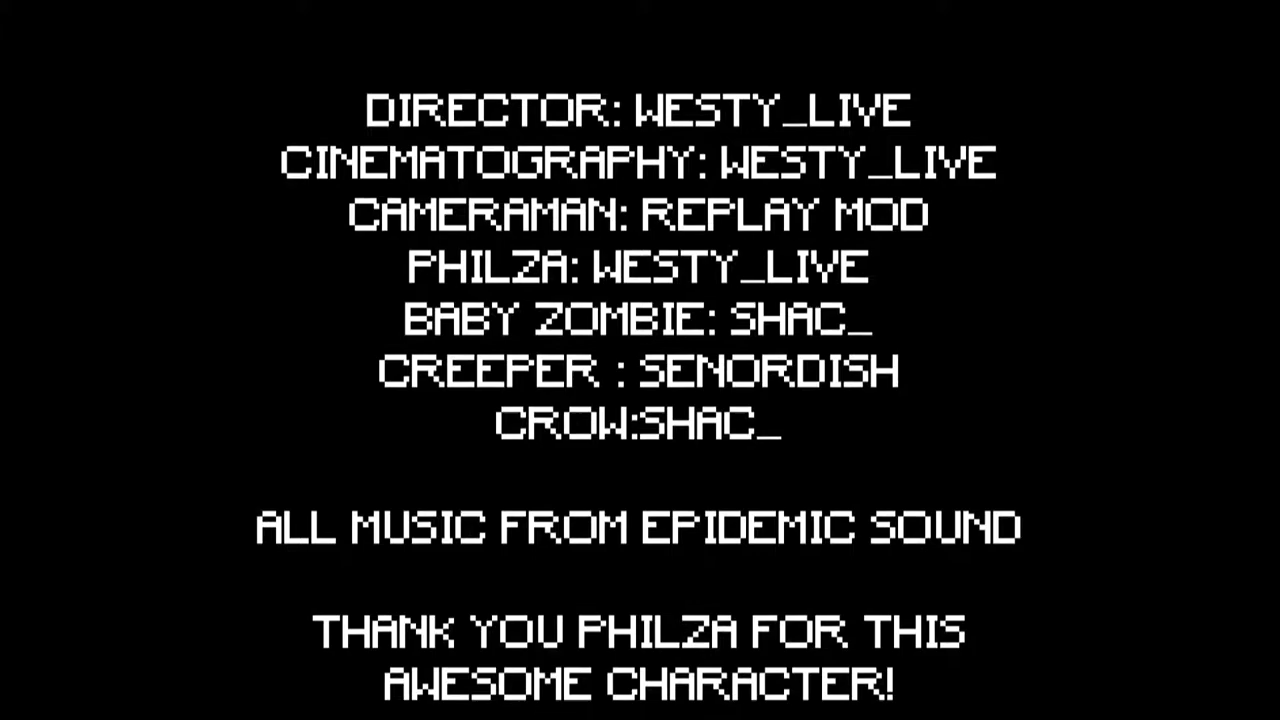 DIRECTOR: WESTY_LIVE
CINEMATOGRAPHY: WESTY_LIVE
CAMERAMAN: REPLAY MOD
PHILZA: WESTY_LIVE
BABY ZOMBIE: SHAC_
CREEPER : SENORDISH
CROW:SHAC_
ALL MUSIC FROM EPIDEMIC SOUND
THANK YOU PHILZA FOR THIS
AWESOME CHARACTER!